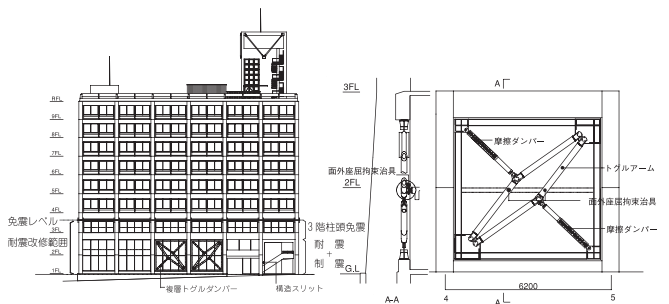 RFL
9FL
8FL
7FL
6FL
5FL
4FL
3FL
2FL
1FL
免震レベル
耐震改修範囲
3階柱頭免震
耐震
+
制震
複層トグルダンパー
構造スリット
3FL
面外座屈拘束治具
2FL
G.L
A-A
A
摩擦ダンパー
トグルアーム
面外座屈拘束治具
摩擦ダンパー
6200
4
A
5